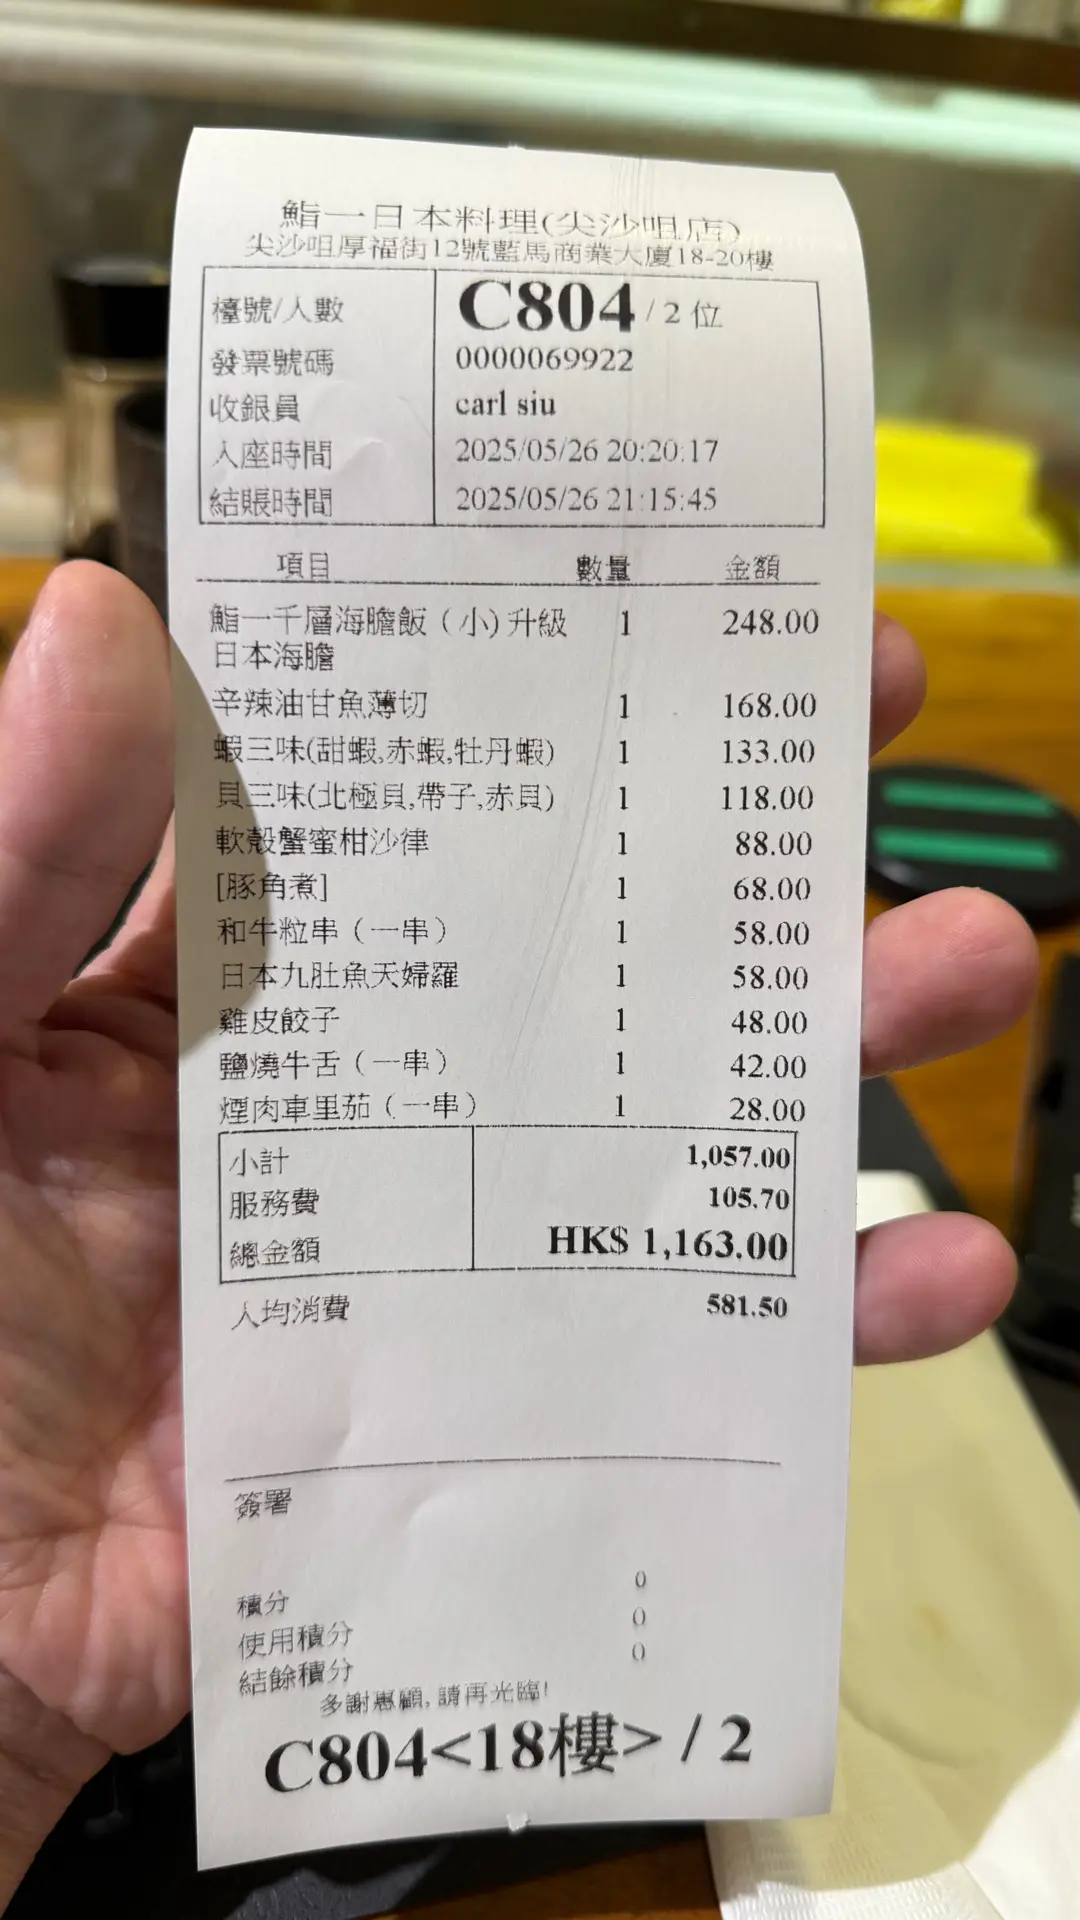 鮨一日本料理(尖沙咀店)
尖沙咀厚福街12號藍馬商業大廈18-20樓
檯號/人數 C804 / 2 位
發票號碼 0000069922
收銀員 carl siu
入座時間 2025/05/26 20:20:17
結賬時間 2025/05/26 21:15:45
項目 數量 金額
鮨一千層海膽飯（小)升級 1 248.00
日本海膽
辛辣油甘魚薄切 1 168.00
蝦三味(甜蝦,赤蝦,牡丹蝦) 1 133.00
貝三味(北極貝,帶子,赤貝) 1 118.00
軟殼蟹蜜柑沙律 1 88.00
[豚角煮] 1 68.00
和牛粒串（一串） 1 58.00
日本九肚魚天婦羅 1 58.00
雞皮餃子 1 48.00
鹽燒牛舌（一串） 1 42.00
煙肉車里茄（一串） 1 28.00
小計 1,057.00
服務費 105.70
總金額 HK$ 1,163.00
人均消費 581.50
簽署
積分 0
使用積分 0
結餘積分 0
多謝惠顧, 請再光臨!
C804<18樓> / 2